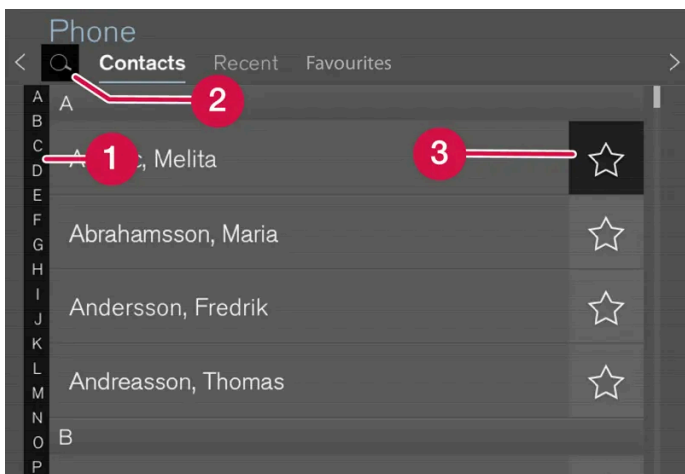 Phone
Contacts Recent Favourites
A
B
C
D
E
F
G
H
I
J
K
L
M
N
O
P
A
2
1
Melita
3
Abrahamsson, Maria
Andersson, Fredrik
Andreasson, Thomas
B